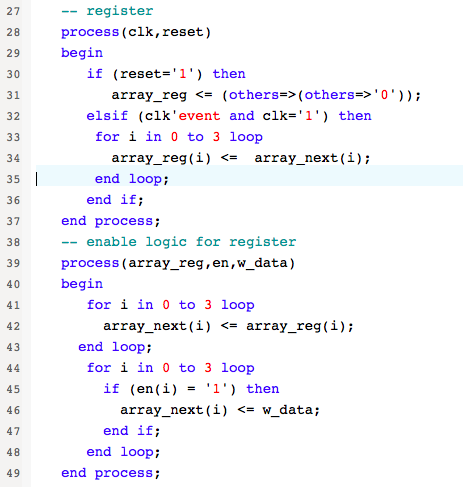 27 -- register
28 process(clk,reset)
29 begin
30 if (reset='1') then
31 array_reg <= (others=>(others=>'0'));
32 elsif (clk'event and clk='1') then
33 for i in 0 to 3 loop
34 array_reg(i) <=  array_next(i);
35 end loop;
36 end if;
37 end process;
38 -- enable logic for register
39 process(array_reg,en,w_data)
40 begin
41 for i in 0 to 3 loop
42 array_next(i) <= array_reg(i);
43 end loop;
44 for i in 0 to 3 loop
45 if (en(i) = '1') then
46 array_next(i) <= w_data;
47 end if;
48 end loop;
49 end process;